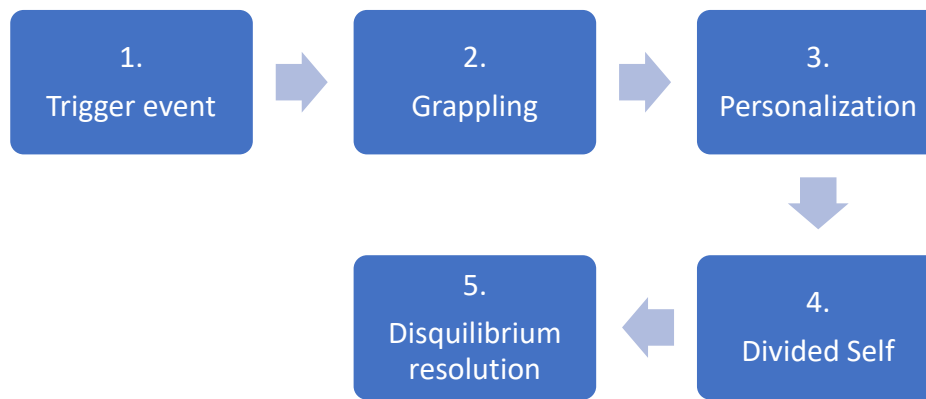 1.
Trigger event
2.
Grappling
3.
Personalization
4.
Divided Self
5.
Disquilibrium
resolution